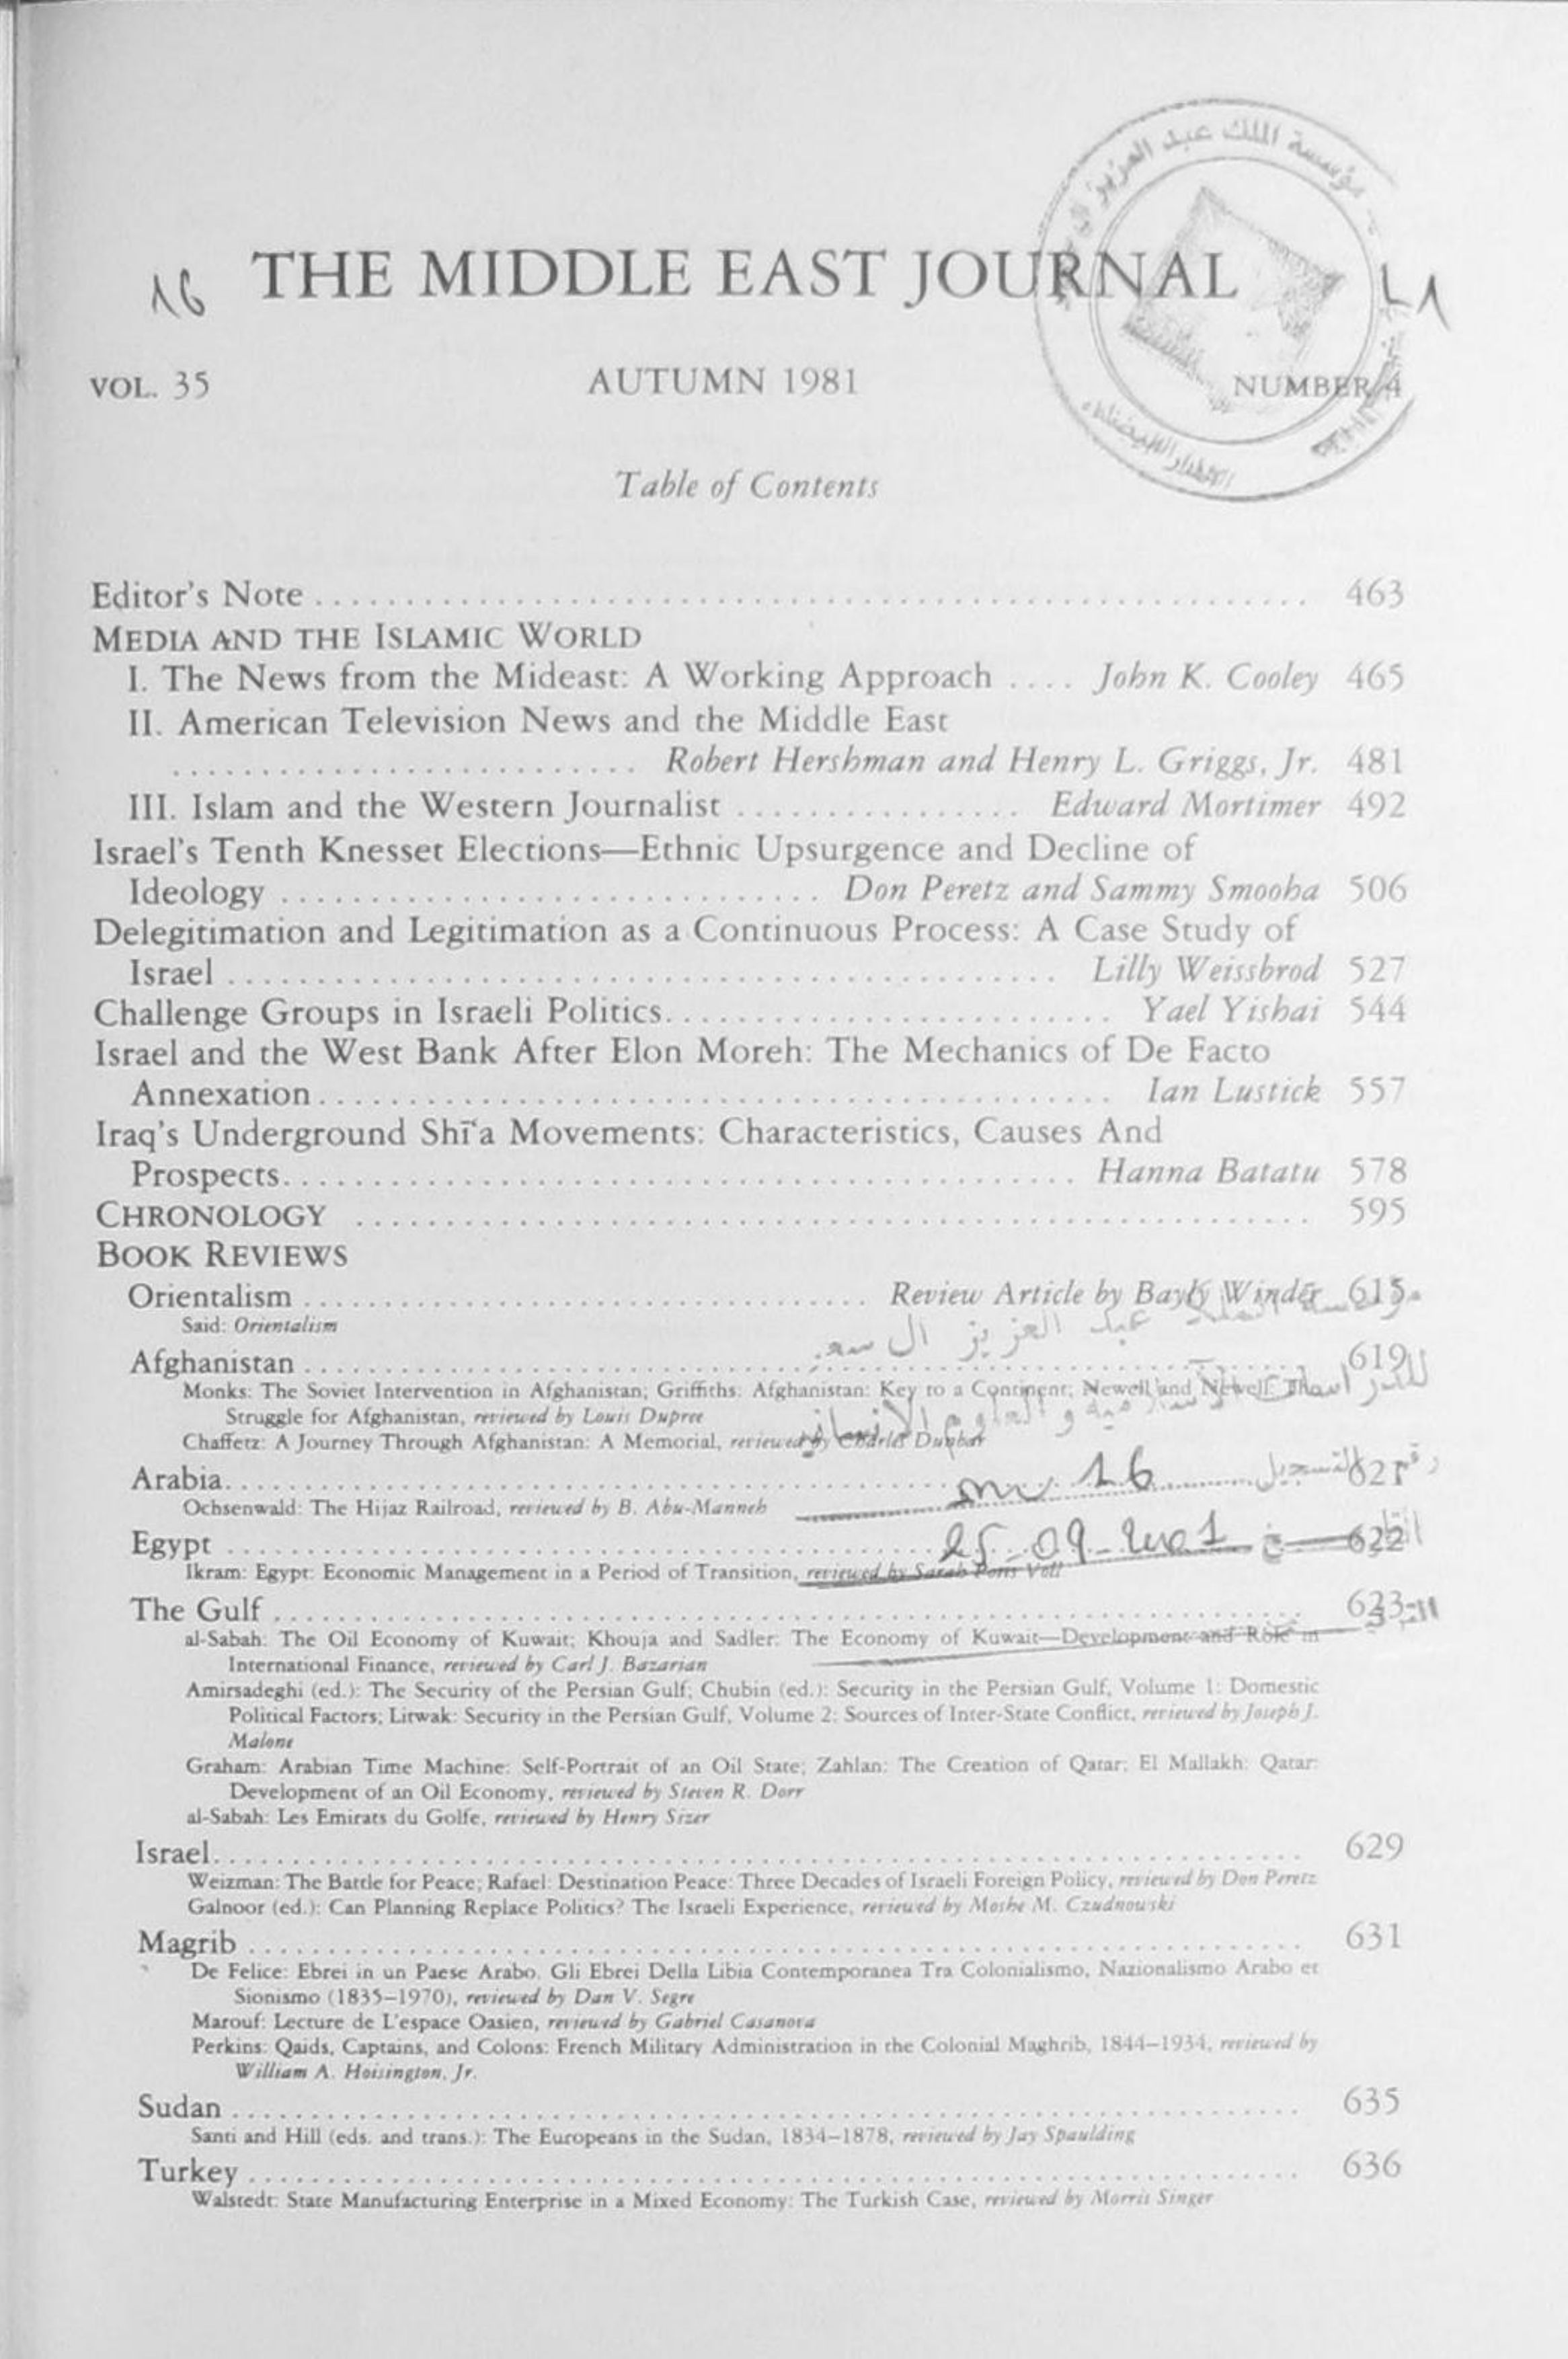 مؤسسة الملك عبد العزيز
الدار البيضاء
16 THE MIDDLE EAST JOURNAL
VOL. 35 AUTUMN 1981 NUMBER 4
Table of Contents
Editor's Note 463
MEDIA AND THE ISLAMIC WORLD
I. The News from the Mideast: A Working Approach .... John K. Cooley 465
II. American Television News and the Middle East
Robert Hershman and Henry L. Griggs, Jr. 481
III. Islam and the Western Journalist Edward Mortimer 492
Israel's Tenth Knesset Elections—Ethnic Upsurgence and Decline of
Ideology Don Peretz and Sammy Smooha 506
Delegitimation and Legitimation as a Continuous Process: A Case Study of
Israel Lilly Weissbrod 527
Challenge Groups in Israeli Politics Yael Yishai 544
Israel and the West Bank After Elon Moreh: The Mechanics of De Facto
Annexation Ian Lustick 557
Iraq's Underground Shī‘a Movements: Characteristics, Causes And
Prospects Hanna Batatu 578
CHRONOLOGY 595
BOOK REVIEWS
Orientalism Review Article by Bayly Winder 615
Said: Orientalism
عبد العزيز ال سعود
Afghanistan 619
Monks: The Soviet Intervention in Afghanistan; Griffiths: Afghanistan: Key to a Continent; Newell and Newell: The
Struggle for Afghanistan, reviewed by Louis Dupree
Chaffetz: A Journey Through Afghanistan: A Memorial, reviewed by Charles Dunbar
Arabia 16 رقم التسجيل 621
Ochsenwald: The Hijaz Railroad, reviewed by B. Abu-Manneh
Egypt 25-09-2001 622
Ikram: Egypt: Economic Management in a Period of Transition, reviewed by Sarah Potts Voll
The Gulf 623
al-Sabah: The Oil Economy of Kuwait; Khouja and Sadler: The Economy of Kuwait—Development and Role in
International Finance, reviewed by Carl J. Bazarian
Amirsadeghi (ed.): The Security of the Persian Gulf; Chubin (ed.): Security in the Persian Gulf, Volume 1: Domestic
Political Factors; Litwak: Security in the Persian Gulf, Volume 2: Sources of Inter-State Conflict, reviewed by Joseph J.
Malone
Graham: Arabian Time Machine: Self-Portrait of an Oil State; Zahlan: The Creation of Qatar; El Mallakh: Qatar:
Development of an Oil Economy, reviewed by Steven R. Dorr
al-Sabah: Les Emirats du Golfe, reviewed by Henry Sizer
Israel 629
Weizman: The Battle for Peace; Rafael: Destination Peace: Three Decades of Israeli Foreign Policy, reviewed by Don Peretz
Galnoor (ed.): Can Planning Replace Politics? The Israeli Experience, reviewed by Moshe M. Czudnowski
Magrib 631
De Felice: Ebrei in un Paese Arabo. Gli Ebrei Della Libia Contemporanea Tra Colonialismo, Nazionalismo Arabo et
Sionismo (1835–1970), reviewed by Dan V. Segre
Marouf: Lecture de L'espace Oasien, reviewed by Gabriel Casanova
Perkins: Qaids, Captains, and Colons: French Military Administration in the Colonial Maghrib, 1844–1934, reviewed by
William A. Hoisington, Jr.
Sudan 635
Santi and Hill (eds. and trans.): The Europeans in the Sudan, 1834–1878, reviewed by Jay Spaulding
Turkey 636
Walstedt: State Manufacturing Enterprise in a Mixed Economy: The Turkish Case, reviewed by Morris Singer